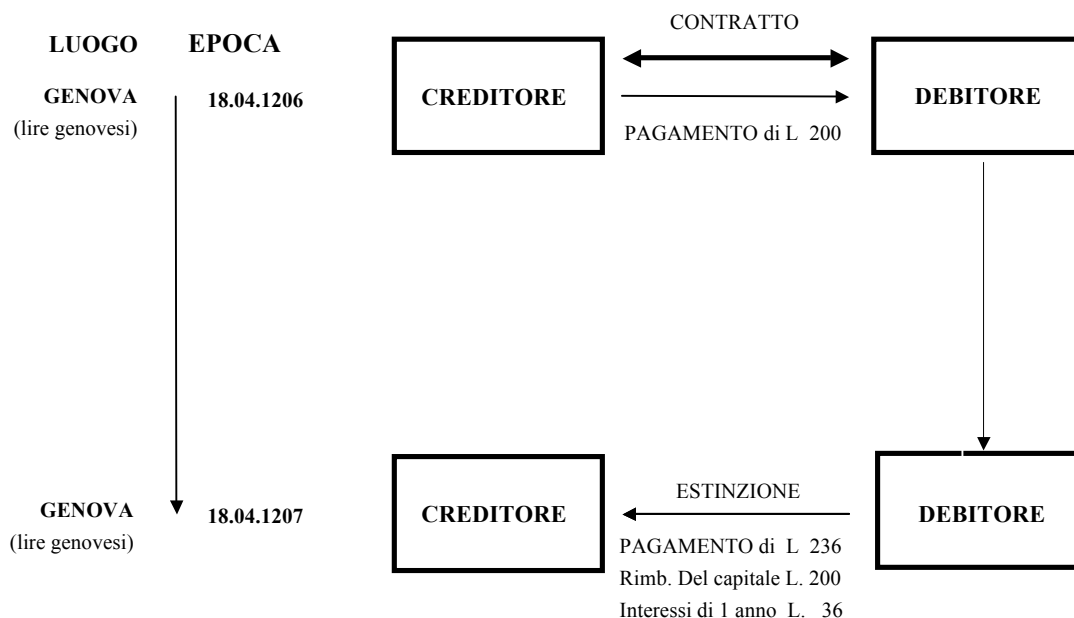 CONTRATTO
LUOGO EPOCA
GENOVA 18.04.1206 CREDITORE DEBITORE
(lire genovesi) PAGAMENTO di L 200
ESTINZIONE
GENOVA 18.04.1207 CREDITORE DEBITORE
(lire genovesi) PAGAMENTO di L 236
Rimb. Del capitale L. 200
Interessi di 1 anno L. 36